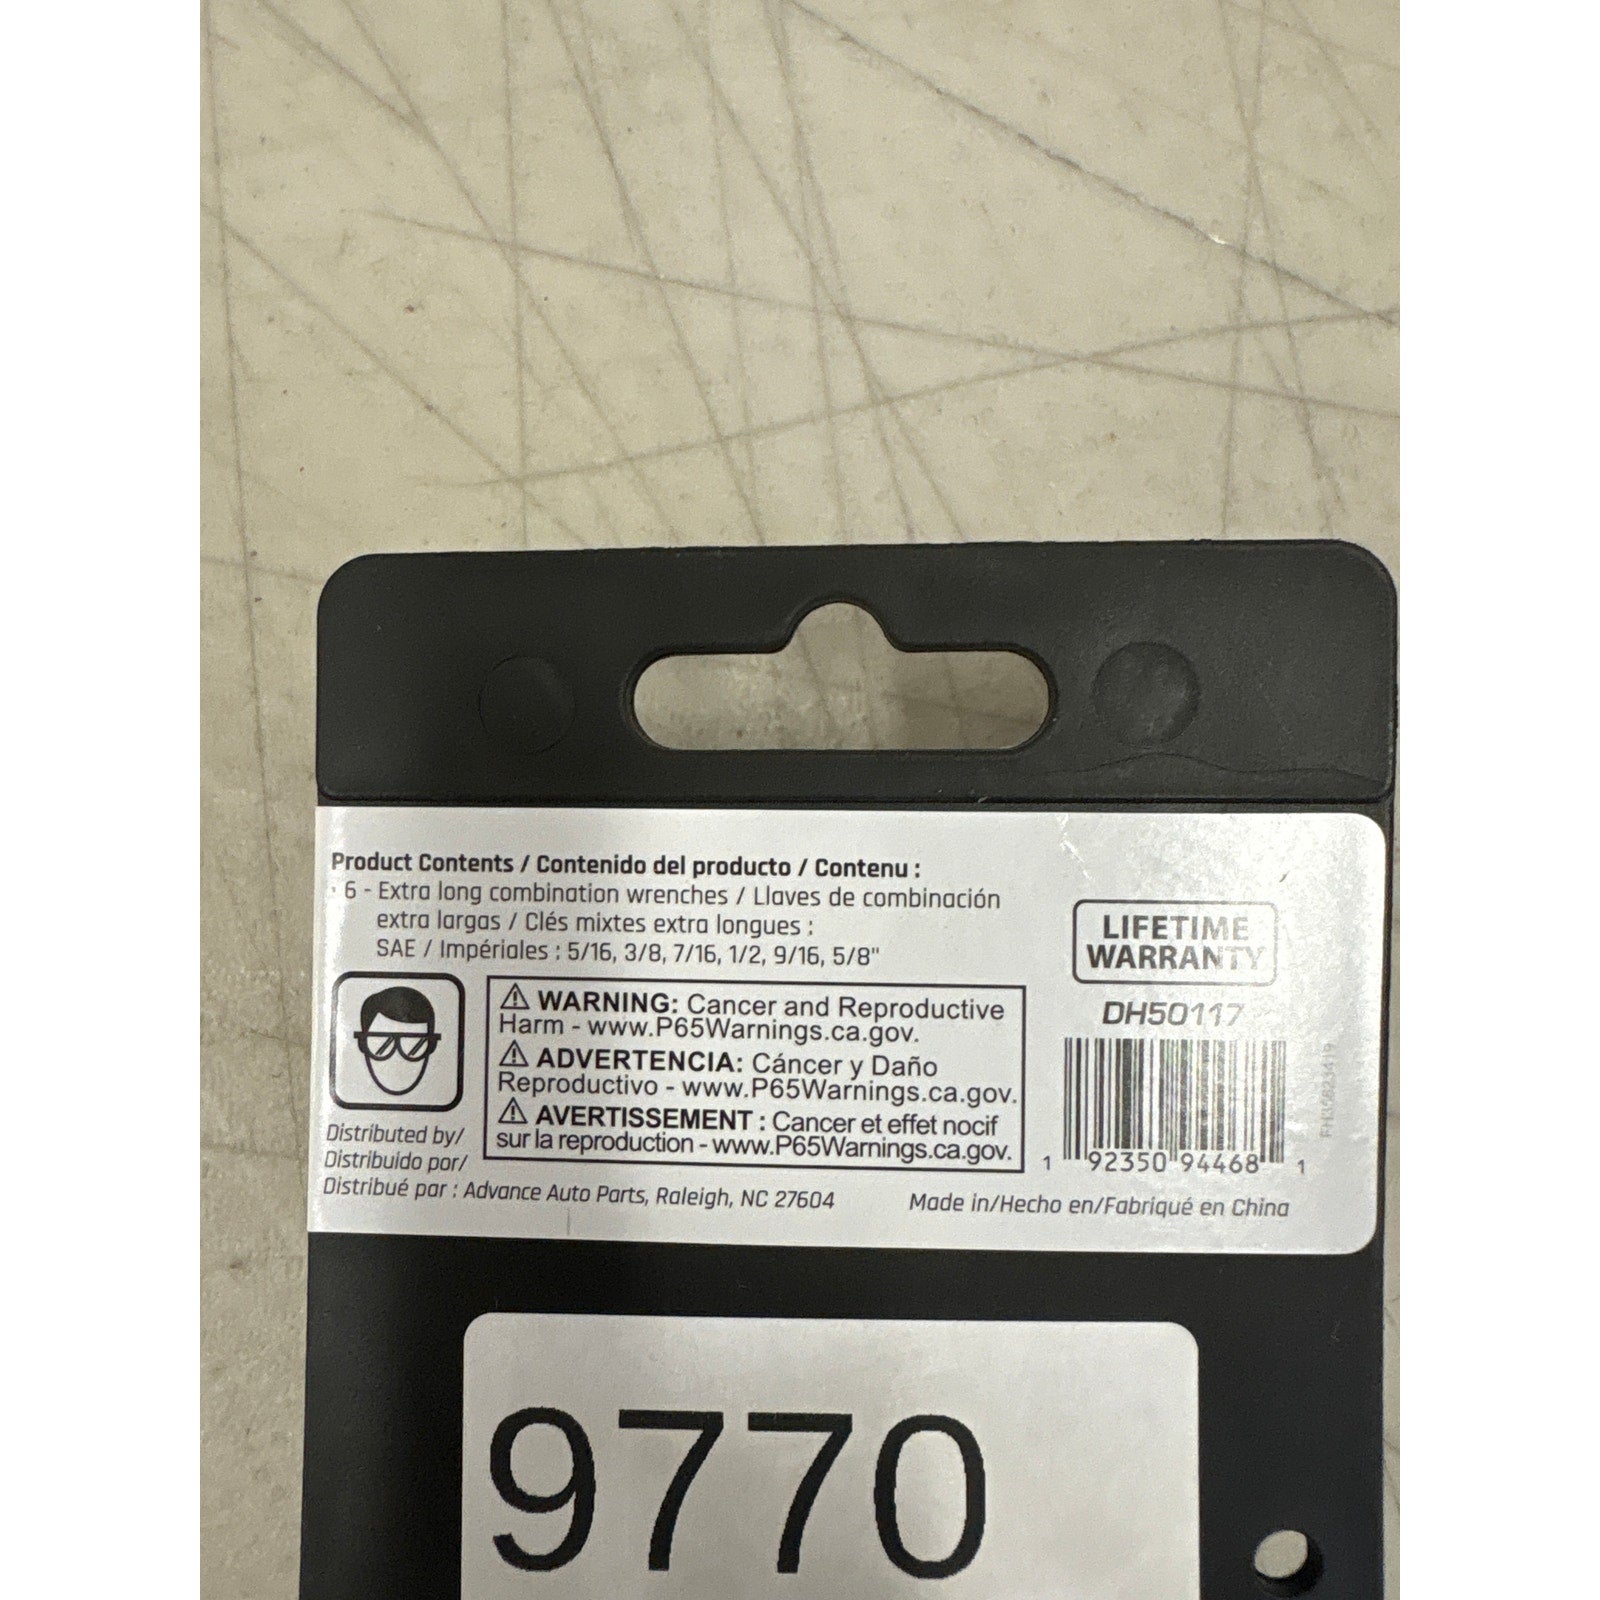 Product Contents / Contenido del producto / Contenu :
6 - Extra long combination wrenches / Llaves de combinación
extra largas / Clés mixtes extra longues :
SAE / Impériales : 5/16, 3/8, 7/16, 1/2, 9/16, 5/8"
LIFETIME
WARRANTY
DH50117
⚠ WARNING: Cancer and Reproductive
Harm - www.P65Warnings.ca.gov.
⚠ ADVERTENCIA: Cáncer y Daño
Reproductivo - www.P65Warnings.ca.gov.
⚠ AVERTISSEMENT : Cancer et effet nocif
sur la reproduction - www.P65Warnings.ca.gov.
1 92350 94468 1
Distributed by/
Distribuido por/
Distribué par : Advance Auto Parts, Raleigh, NC 27604
Made in/Hecho en/Fabriqué en China
9770